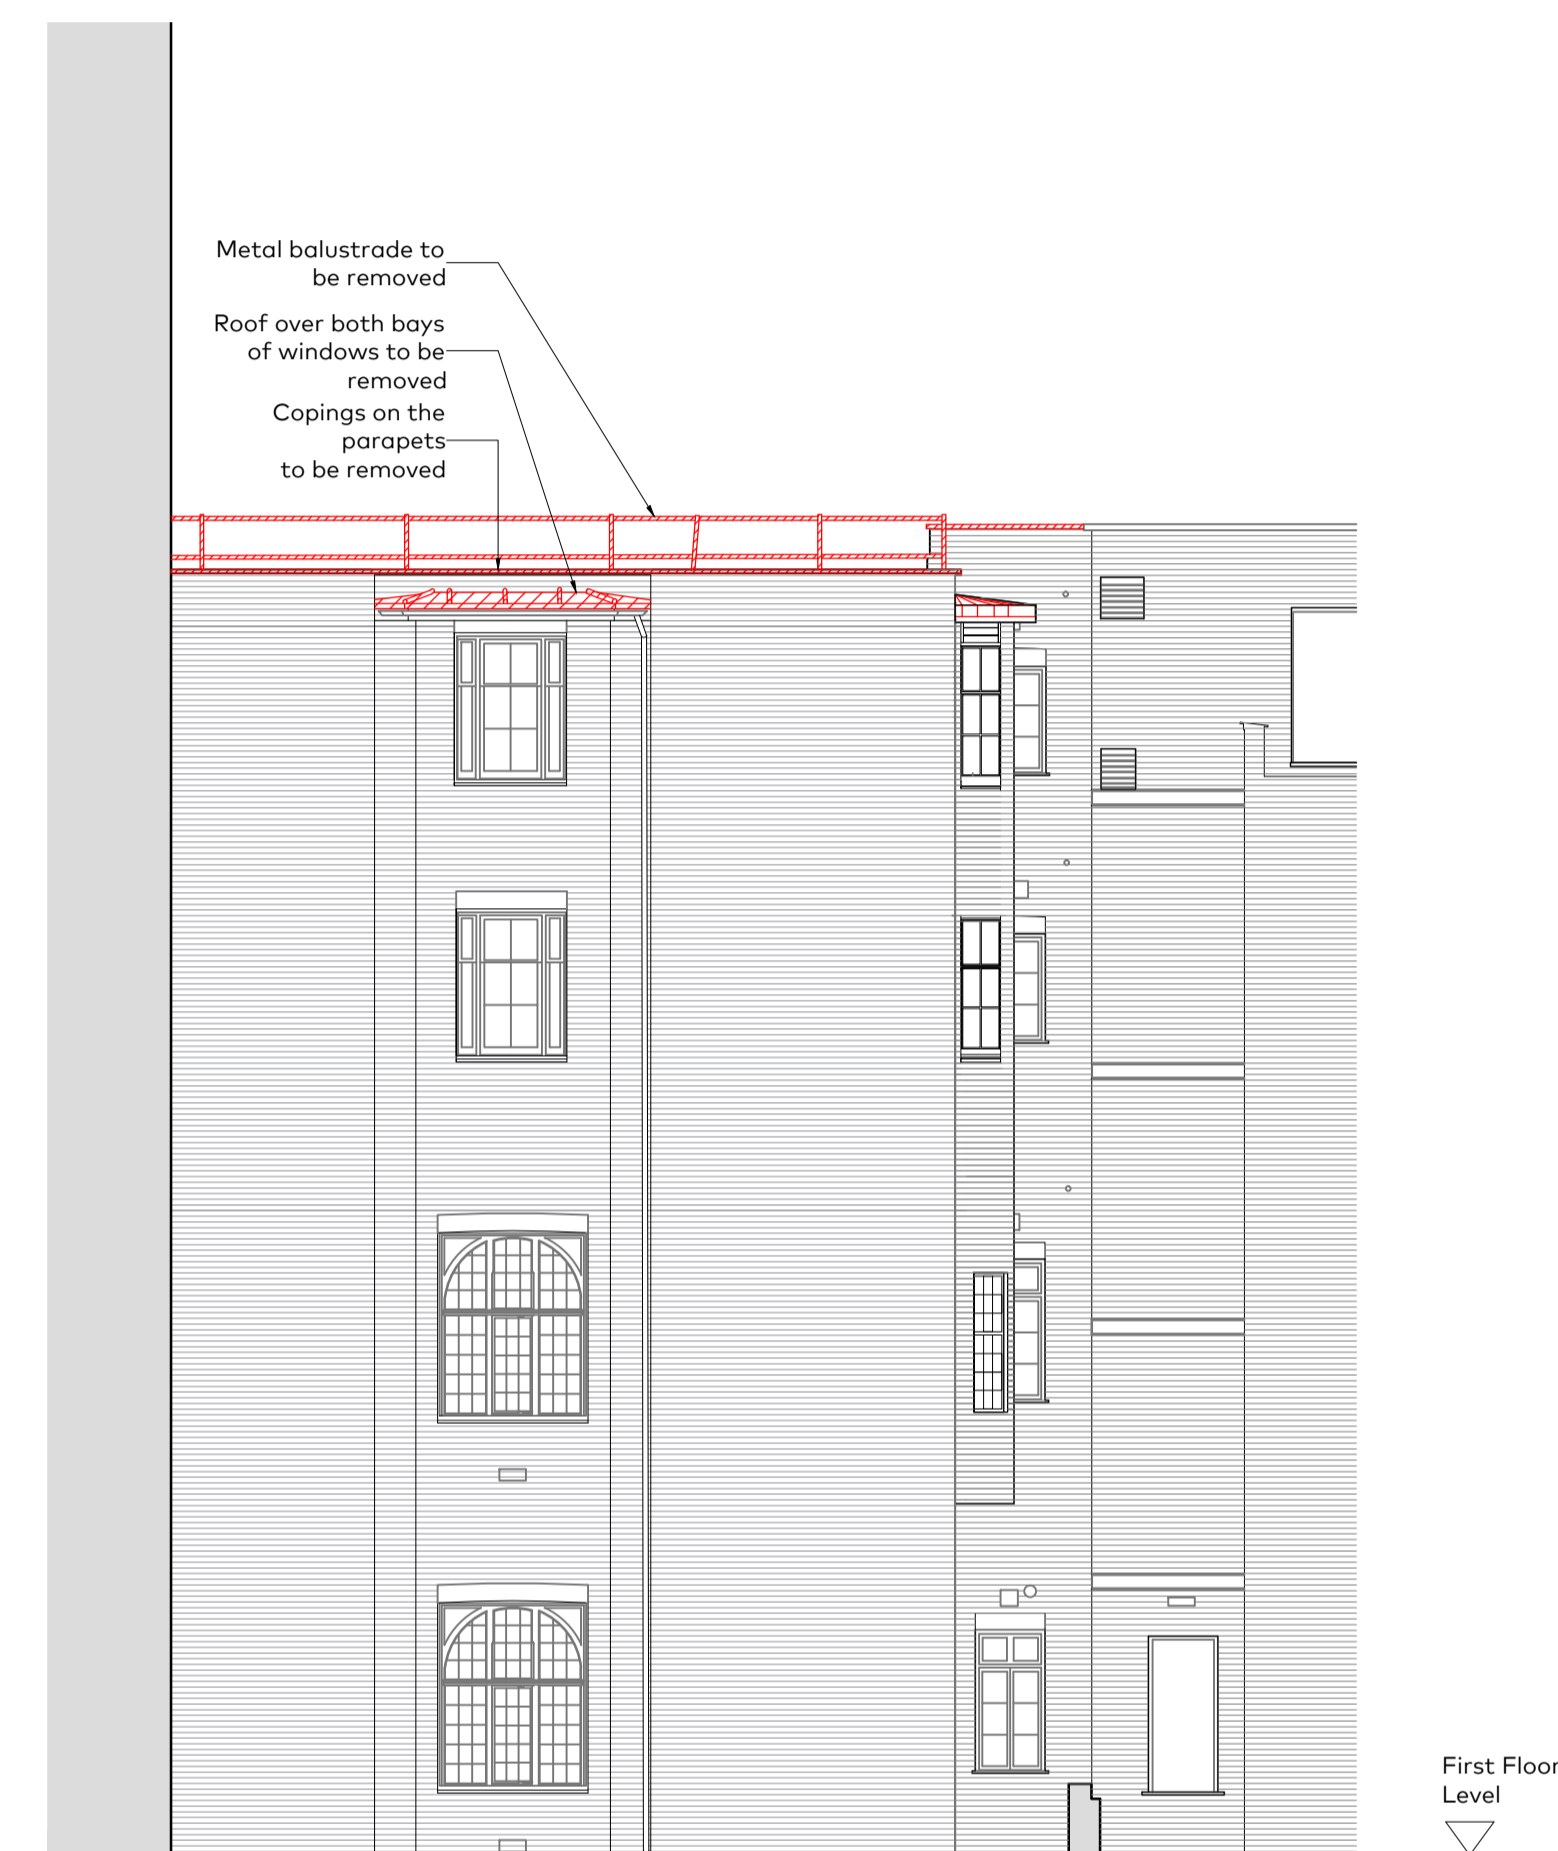 Metal balustrade to
be removed
Roof over both bays
of windows to be
removed
Copings on the
parapets
to be removed
First Floor
Level